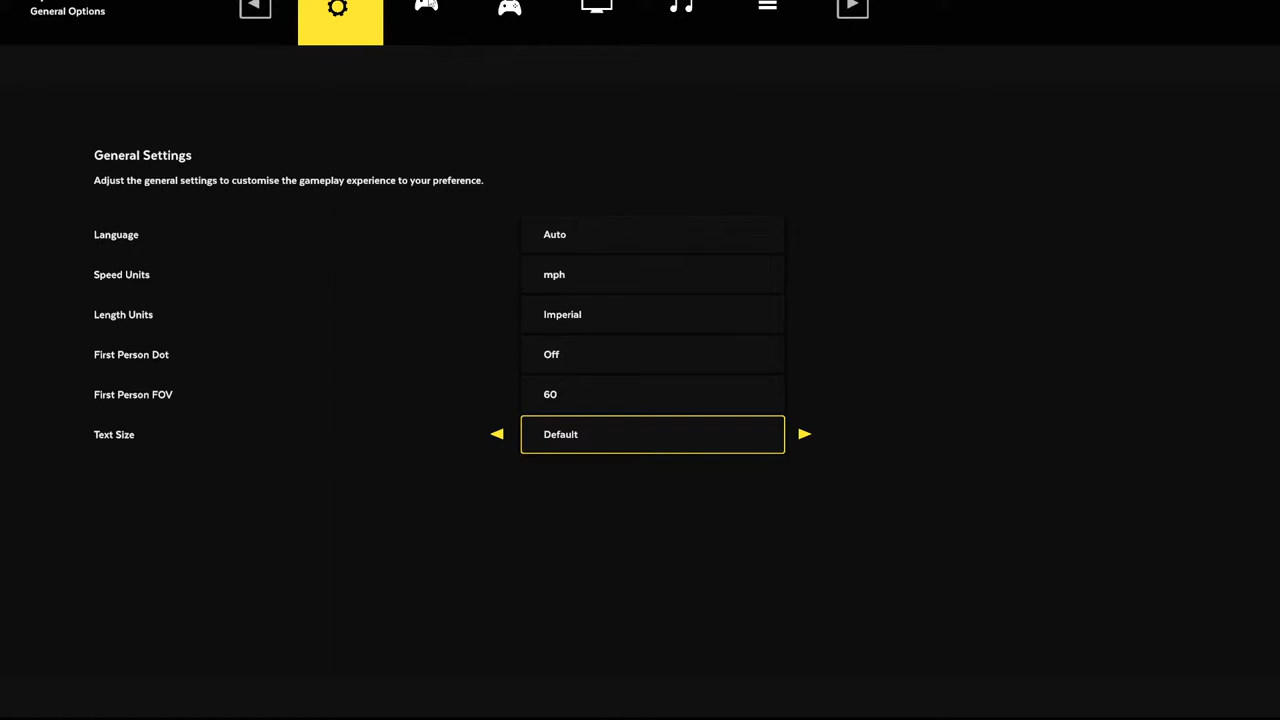 General Options
General Settings
Adjust the general settings to customise the gameplay experience to your preference.
Language Auto
Speed Units mph
Length Units Imperial
First Person Dot Off
First Person FOV 60
Text Size Default